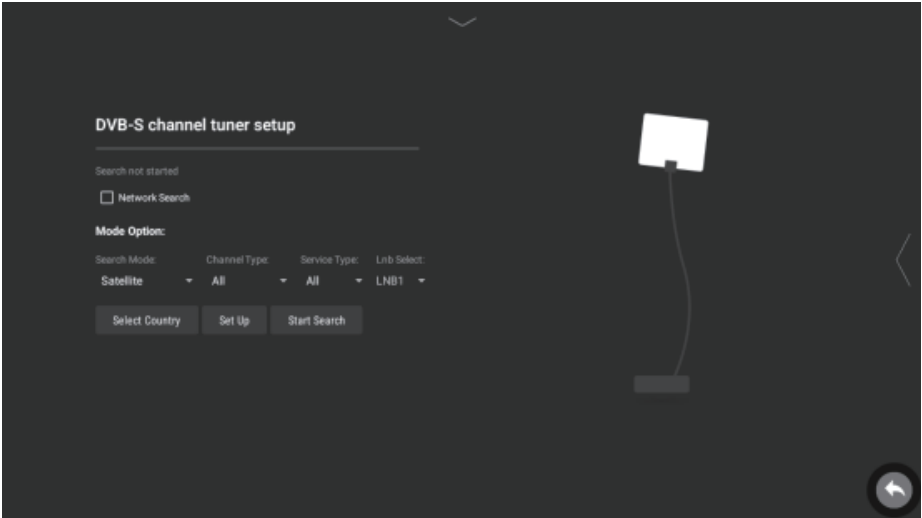 DVB-S channel tuner setup
Search not started
Network Search
Mode Option:
Search Mode: Channel Type: Service Type: Lnb Select:
Satellite All All LNB1
Select Country Set Up Start Search